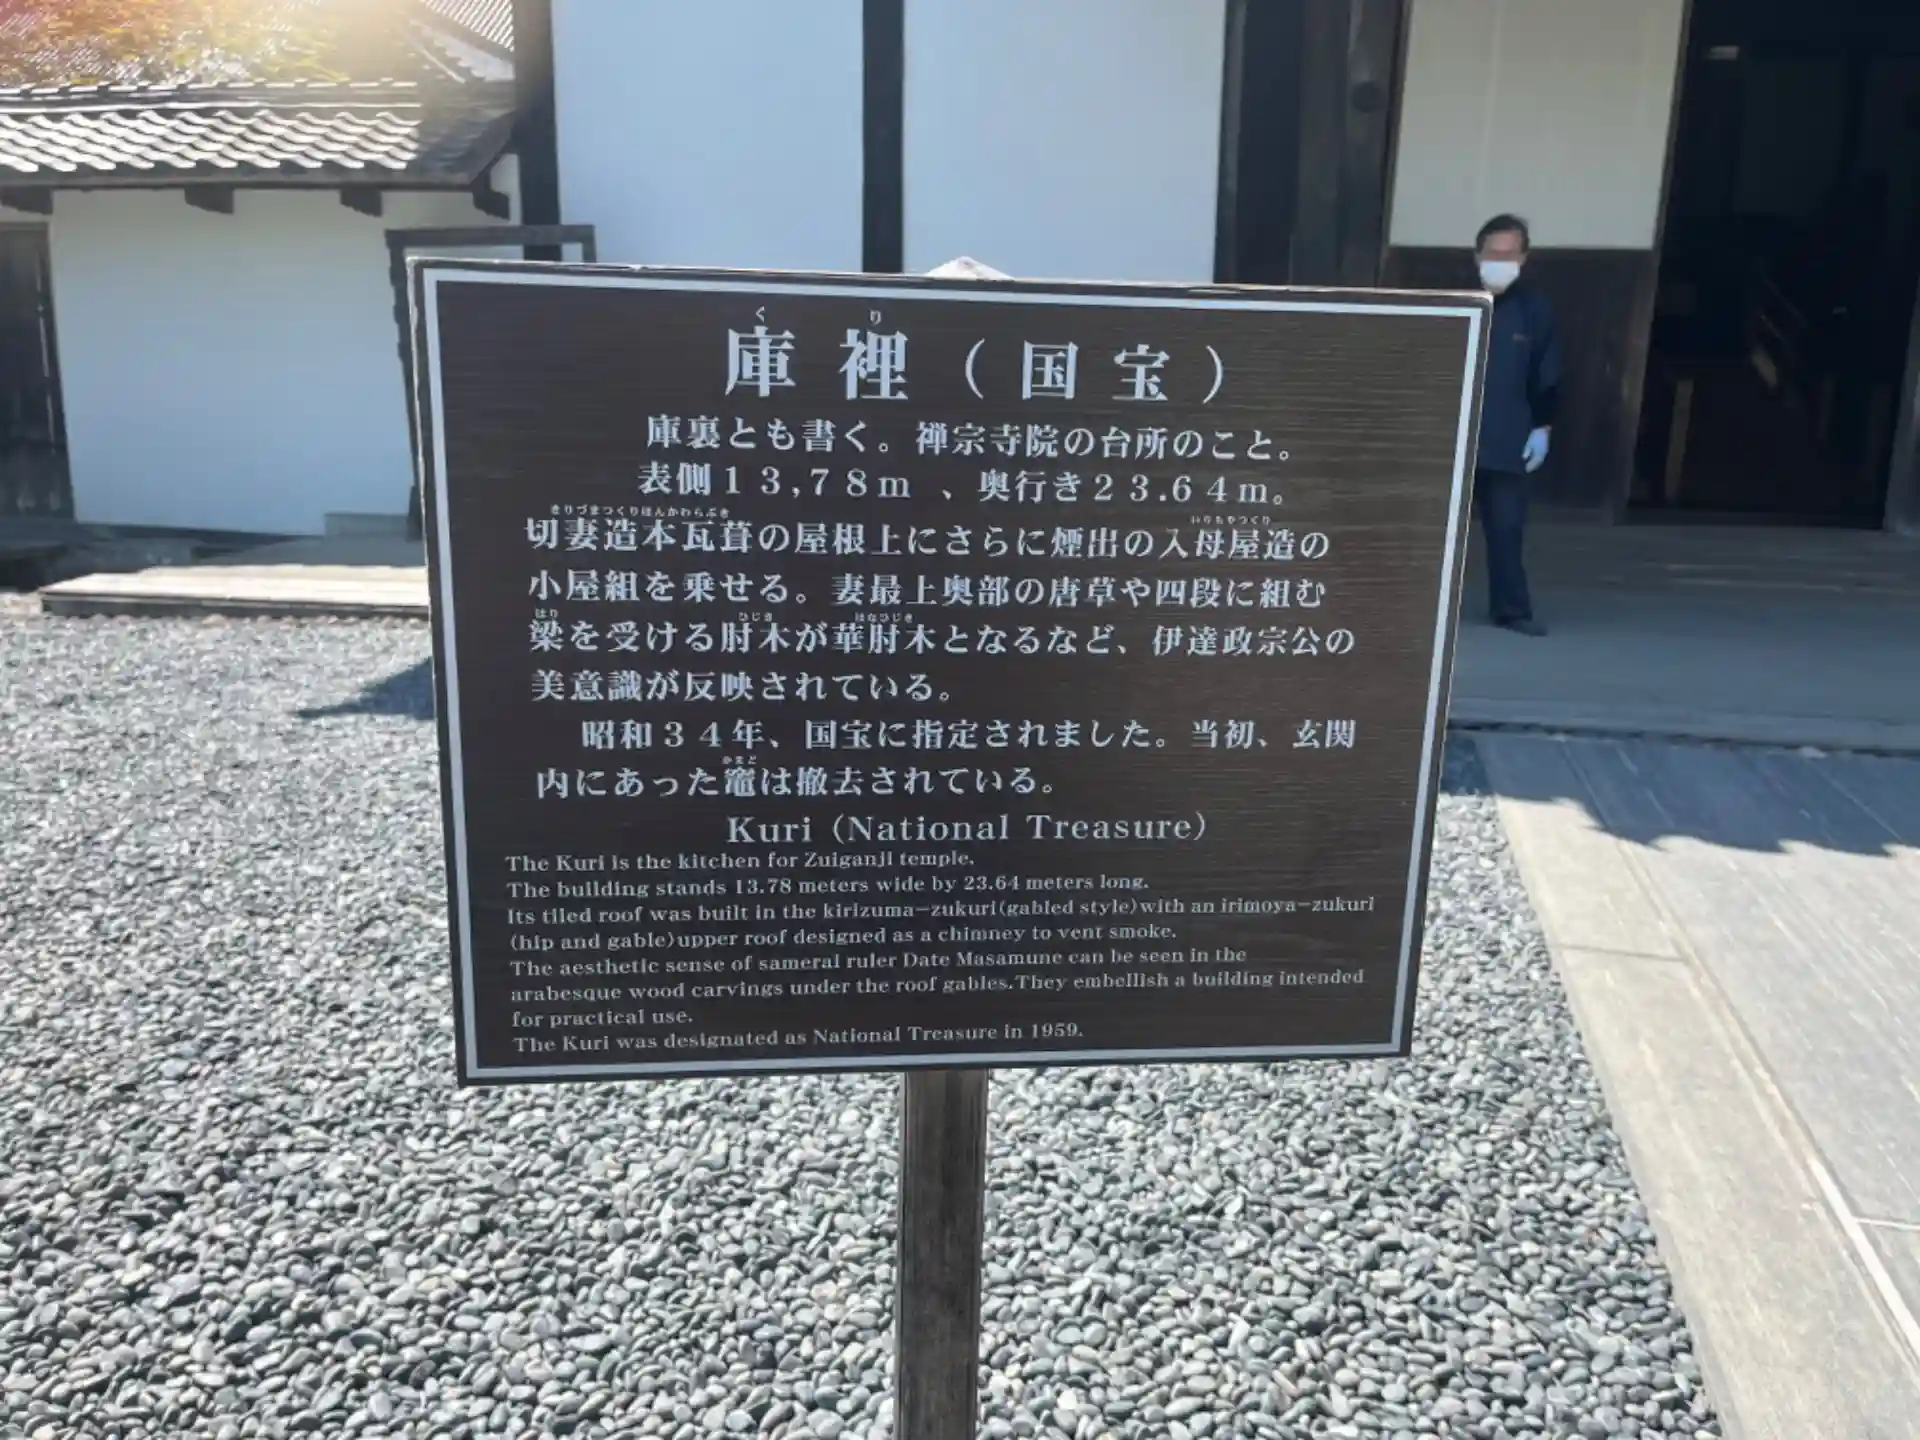 くり
庫裡（国宝）
庫裏とも書く。禅宗寺院の台所のこと。
表側１３,７８ｍ 、奥行き２３.６４ｍ。
きりづまつくりほんかわらぶき いりもやつくり
切妻造本瓦葺の屋根上にさらに煙出の入母屋造の
小屋組を乗せる。妻最上奥部の唐草や四段に組む
はり ひじき はなひじき
梁を受ける肘木が華肘木となるなど、伊達政宗公の
美意識が反映されている。
昭和３４年、国宝に指定されました。当初、玄関
かまど
内にあった竈は撤去されている。
Kuri (National Treasure)
The Kuri is the kitchen for Zuiganji temple.
The building stands 13.78 meters wide by 23.64 meters long.
Its tiled roof was built in the kirizuma-zukuri(gabled style)with an irimoya-zukuri
(hip and gable)upper roof designed as a chimney to vent smoke.
The aesthetic sense of samerai ruler Date Masamune can be seen in the
arabesque wood carvings under the roof gables.They embellish a building intended
for practical use.
The Kuri was designated as National Treasure in 1959.